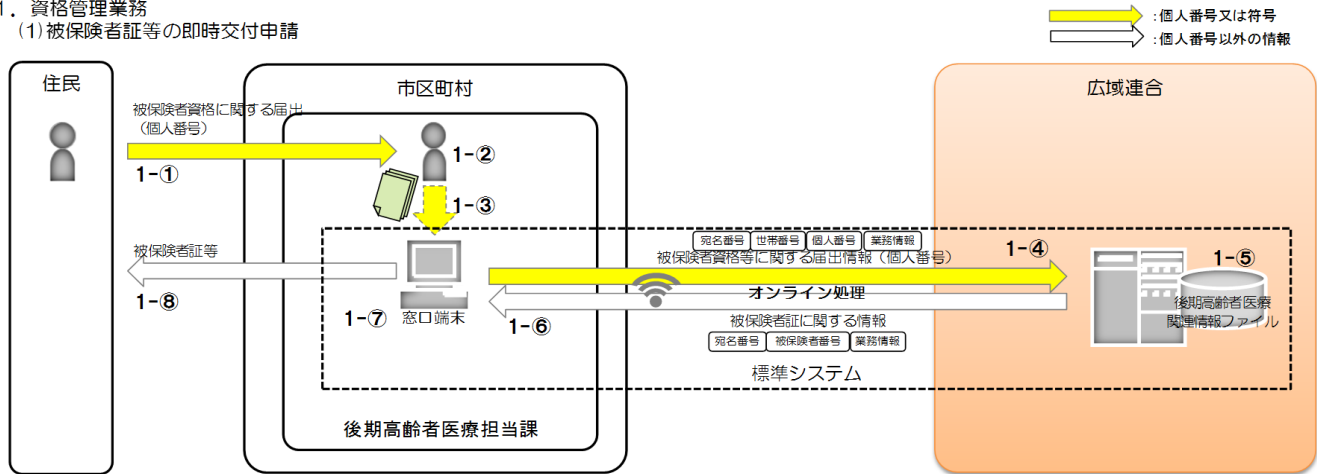 1. 資格管理業務
(1)被保険者証等の即時交付申請
:個人番号又は符号
:個人番号以外の情報
住民
市区町村
広域連合
被保険者資格に関する届出
(個人番号)
1-①
1-②
1-③
宛名番号 世帯番号 個人番号 業務情報
被保険者資格等に関する届出情報(個人番号)
1-④
1-⑤
被保険者証等
1-⑧
オンライン処理
後期高齢者医療
関連情報ファイル
1-⑦
窓口端末
1-⑥
被保険者証に関する情報
宛名番号 被保険者番号 業務情報
標準システム
後期高齢者医療担当課